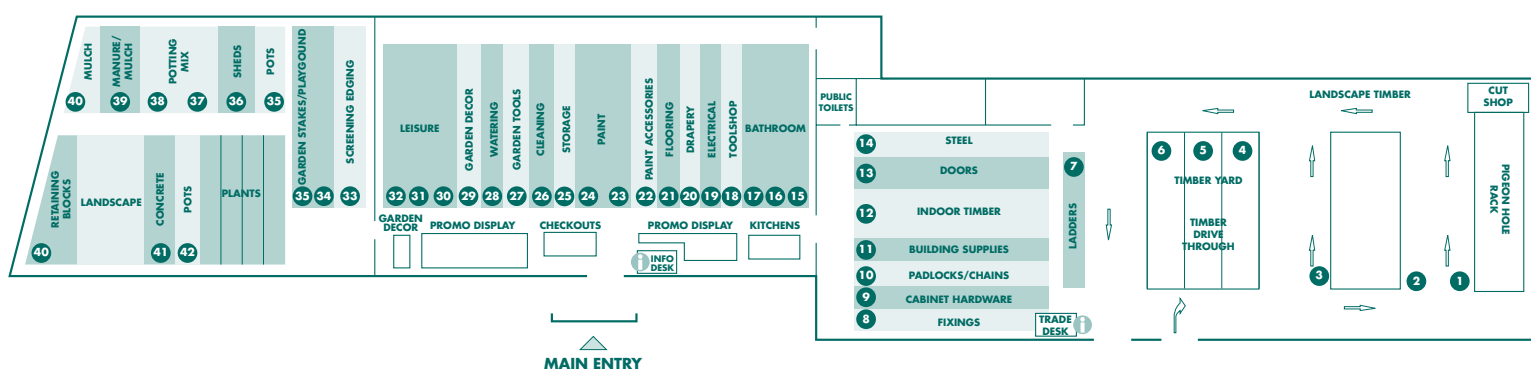 MULCH
MANURE/
MULCH
POTTING
MIX
SHEDS
POTS
40
39
38
37
36
35
RETAINING
BLOCKS
LANDSCAPE
CONCRETE
POTS
PLANTS
40
41
42
GARDEN STAKES/PLAYGOUND
SCREENING EDGING
35
34
33
LEISURE
GARDEN DECOR
WATERING
GARDEN TOOLS
CLEANING
STORAGE
PAINT
PAINT ACCESSORIES
FLOORING
DRAPERY
ELECTRICAL
TOOLSHOP
BATHROOM
32
31
30
29
28
27
26
25
24
23
22
21
20
19
18
17
16
15
GARDEN
DECOR
PROMO DISPLAY
CHECKOUTS
PROMO DISPLAY
KITCHENS
i INFO
DESK
MAIN ENTRY
PUBLIC
TOILETS
14
STEEL
13
DOORS
12
INDOOR TIMBER
11
BUILDING SUPPLIES
10
PADLOCKS/CHAINS
9
CABINET HARDWARE
8
FIXINGS
7
LADDERS
TRADE
DESK i
LANDSCAPE TIMBER
6
5
4
TIMBER YARD
TIMBER
DRIVE
THROUGH
3
2
1
CUT
SHOP
PIGEON HOLE
RACK